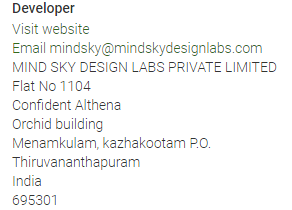 Developer
Visit website
Email mindsky@mindskydesignlabs.com
MIND SKY DESIGN LABS PRIVATE LIMITED
Flat No 1104
Confident Althena
Orchid building
Menamkulam, kazhakootam P.O.
Thiruvananthapuram
India
695301